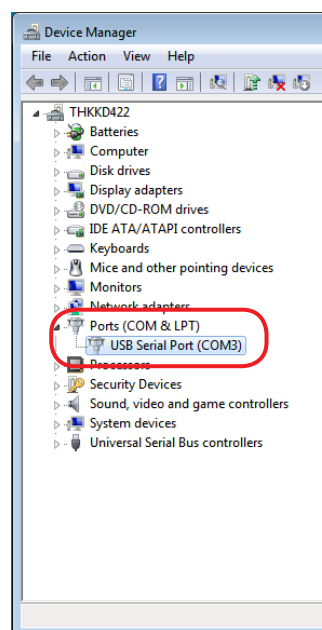 Device Manager
File Action View Help
THKKD422
Batteries
Computer
Disk drives
Display adapters
DVD/CD-ROM drives
IDE ATA/ATAPI controllers
Keyboards
Mice and other pointing devices
Monitors
Network adapters
Ports (COM & LPT)
USB Serial Port (COM3)
Processors
Security Devices
Sound, video and game controllers
System devices
Universal Serial Bus controllers